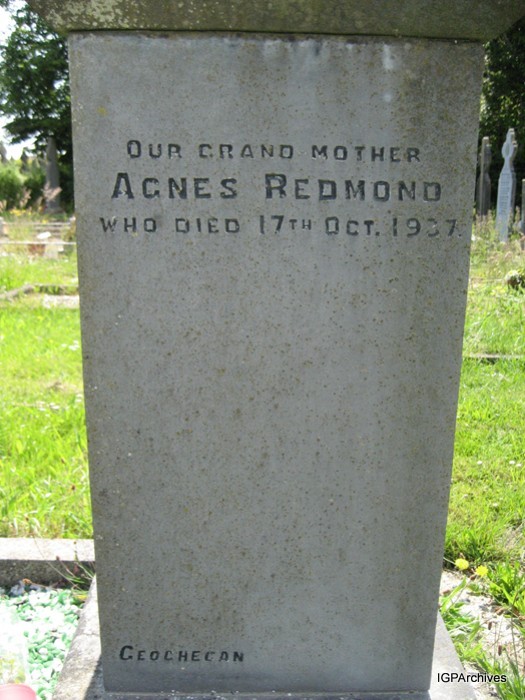 OUR GRAND MOTHER
AGNES REDMOND
WHO DIED 17TH OCT. 1937.
GEOGHEGAN
IGPArchives